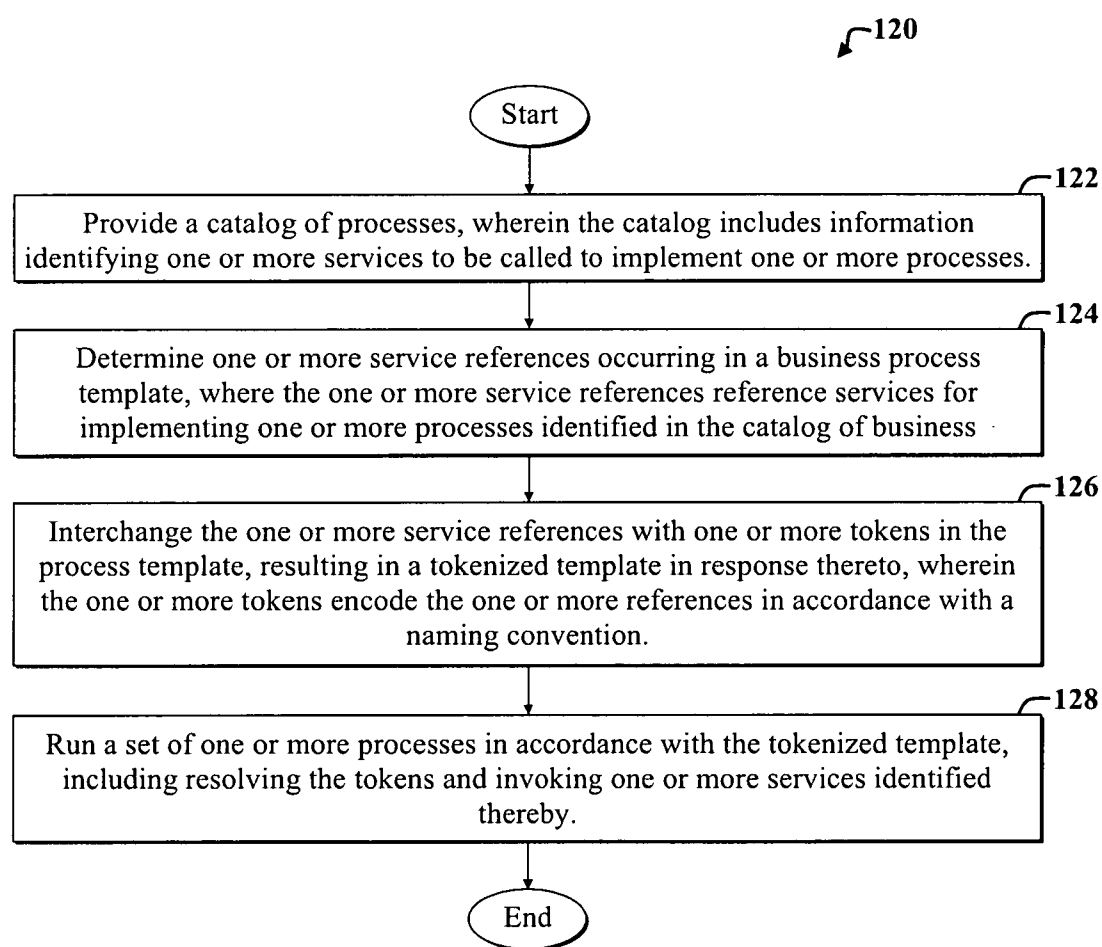 120
Start
122
Provide a catalog of processes, wherein the catalog includes information
identifying one or more services to be called to implement one or more processes.
124
Determine one or more service references occurring in a business process
template, where the one or more service references reference services for
implementing one or more processes identified in the catalog of business
126
Interchange the one or more service references with one or more tokens in the
process template, resulting in a tokenized template in response thereto, wherein
the one or more tokens encode the one or more references in accordance with a
naming convention.
128
Run a set of one or more processes in accordance with the tokenized template,
including resolving the tokens and invoking one or more services identified
thereby.
End